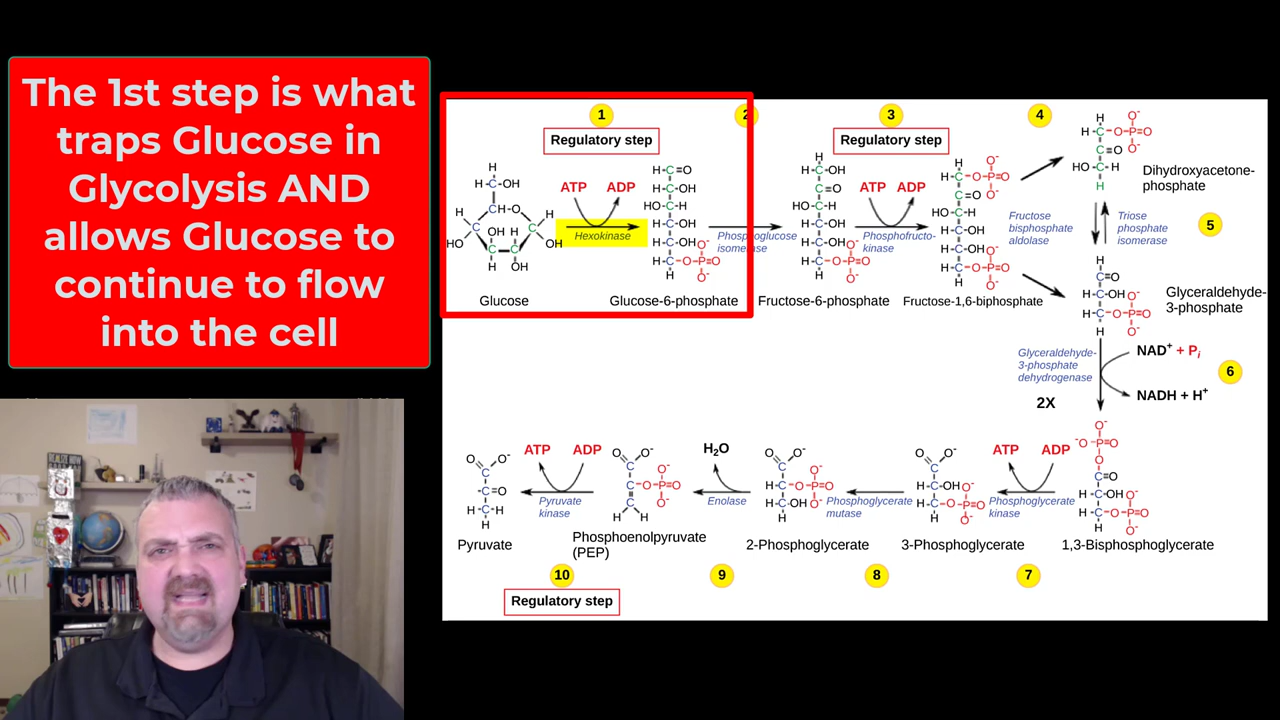 The 1st step is what
traps Glucose in
Glycolysis AND
allows Glucose to
continue to flow
into the cell
1
2
3
4
Regulatory step
Regulatory step
ATP
ADP
Hexokinase
Phosphoglucose
isomerase
ATP
ADP
Phosphofructo-
kinase
Fructose
bisphosphate
aldolase
Triose
phosphate
isomerase
5
Dihydroxyacetone-
phosphate
Glucose
Glucose-6-phosphate
Fructose-6-phosphate
Fructose-1,6-biphosphate
Glyceraldehyde-
3-phosphate
Glyceraldehyde-
3-phosphate
dehydrogenase
NAD+ + Pi
NADH + H+
6
2X
ATP
ADP
Pyruvate
kinase
H2O
Enolase
Phosphoglycerate
mutase
ATP
ADP
Phosphoglycerate
kinase
Pyruvate
Phosphoenolpyruvate
(PEP)
2-Phosphoglycerate
3-Phosphoglycerate
1,3-Bisphosphoglycerate
10
9
8
7
Regulatory step